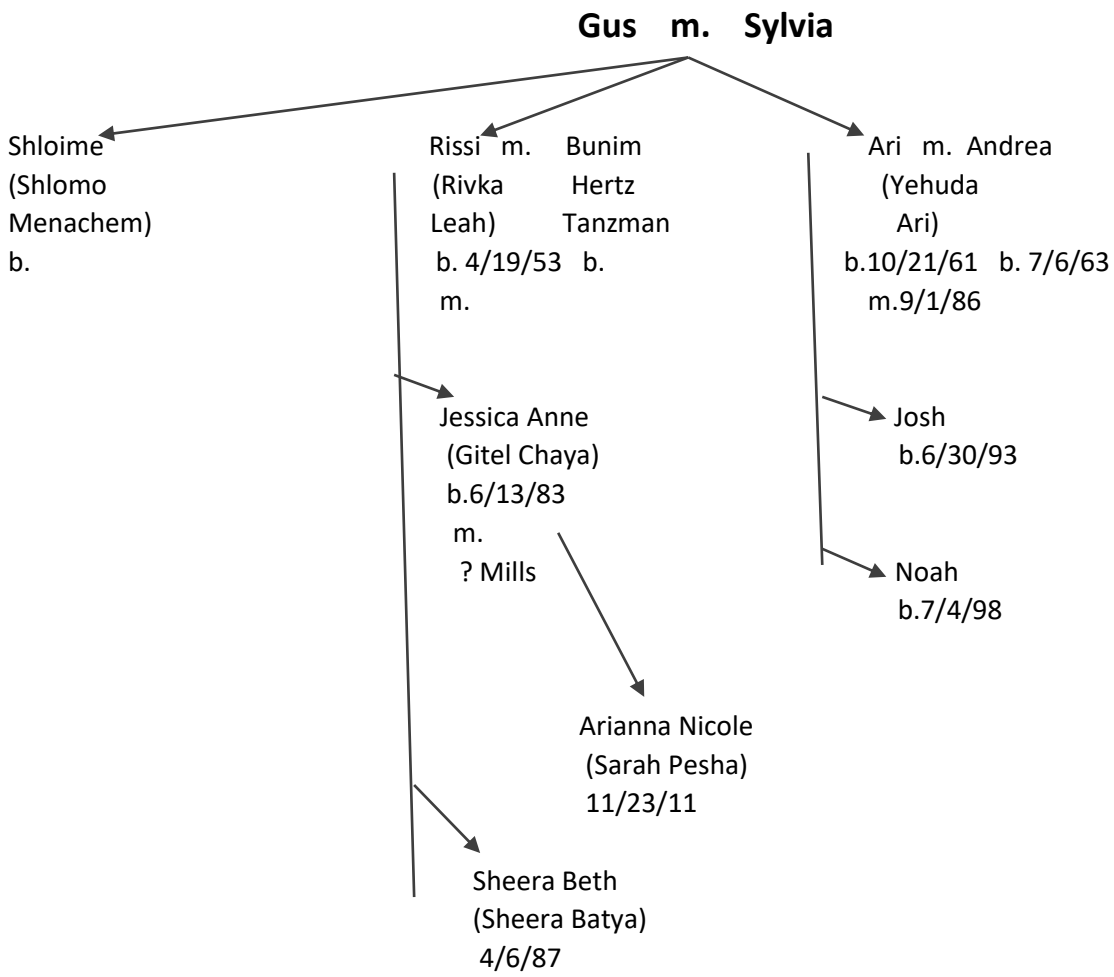 Gus m. Sylvia
Shloime
(Shlomo
Menachem)
b.
Rissi m. Bunim
(Rivka Hertz
Leah) Tanzman
b. 4/19/53 b.
m.
Ari m. Andrea
(Yehuda
Ari)
b.10/21/61 b. 7/6/63
m.9/1/86
Jessica Anne
(Gitel Chaya)
b.6/13/83
m.
? Mills
Josh
b.6/30/93
Noah
b.7/4/98
Arianna Nicole
(Sarah Pesha)
11/23/11
Sheera Beth
(Sheera Batya)
4/6/87